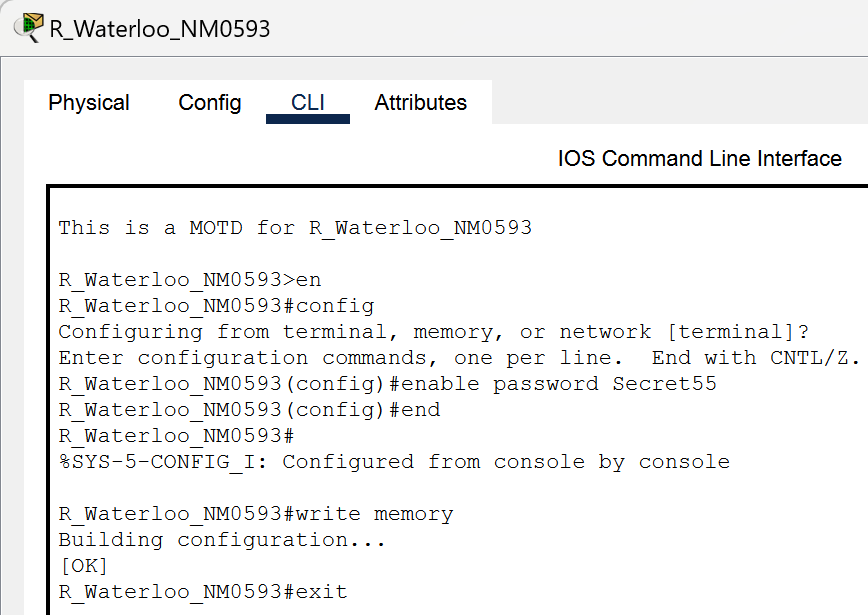 R_Waterloo_NM0593
Physical Config CLI Attributes
IOS Command Line Interface
This is a MOTD for R_Waterloo_NM0593
R_Waterloo_NM0593>en
R_Waterloo_NM0593#config
Configuring from terminal, memory, or network [terminal]?
Enter configuration commands, one per line.  End with CNTL/Z.
R_Waterloo_NM0593(config)#enable password Secret55
R_Waterloo_NM0593(config)#end
R_Waterloo_NM0593#
%SYS-5-CONFIG_I: Configured from console by console
R_Waterloo_NM0593#write memory
Building configuration...
[OK]
R_Waterloo_NM0593#exit